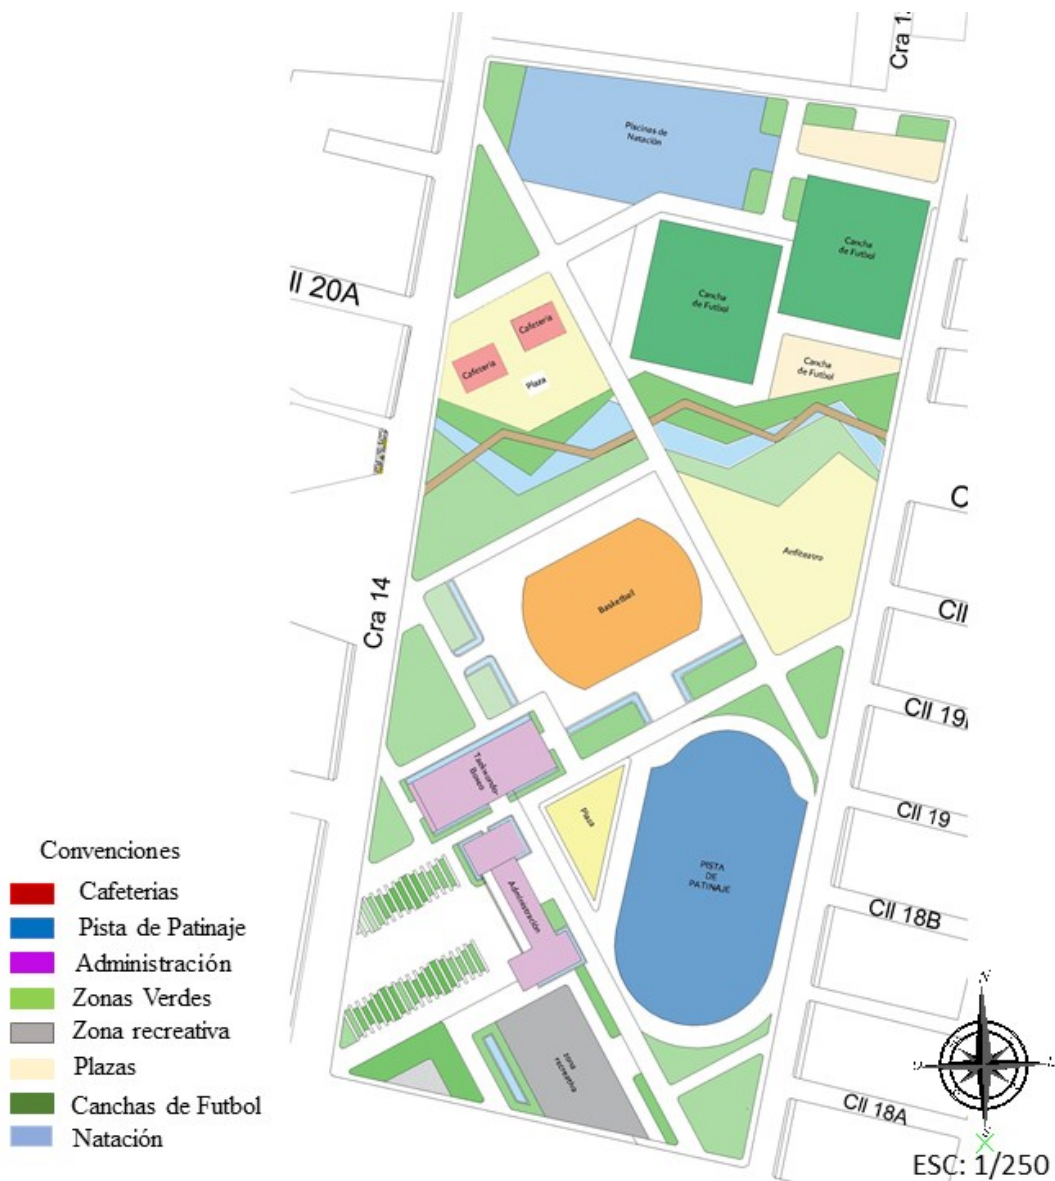 Cra 1
Piscinas de
Natación
Cancha
de Futbol
Cancha
de Futbol
ll 20A
Cafeteria
Cafeteria
Plaza
Cancha
de Futbol
C
Anfiteatro
Cra 14
Basketball
Cll
Cll 19
Taekwondo-
Boxeo
Plaza
Cll 19
PISTA
DE
PATINAJE
Administración
Cll 18B
zona
recreativa
Cll 18A
Convenciones
Cafeterias
Pista de Patinaje
Administración
Zonas Verdes
Zona recreativa
Plazas
Canchas de Futbol
Natación
N
S
ESC: 1/250